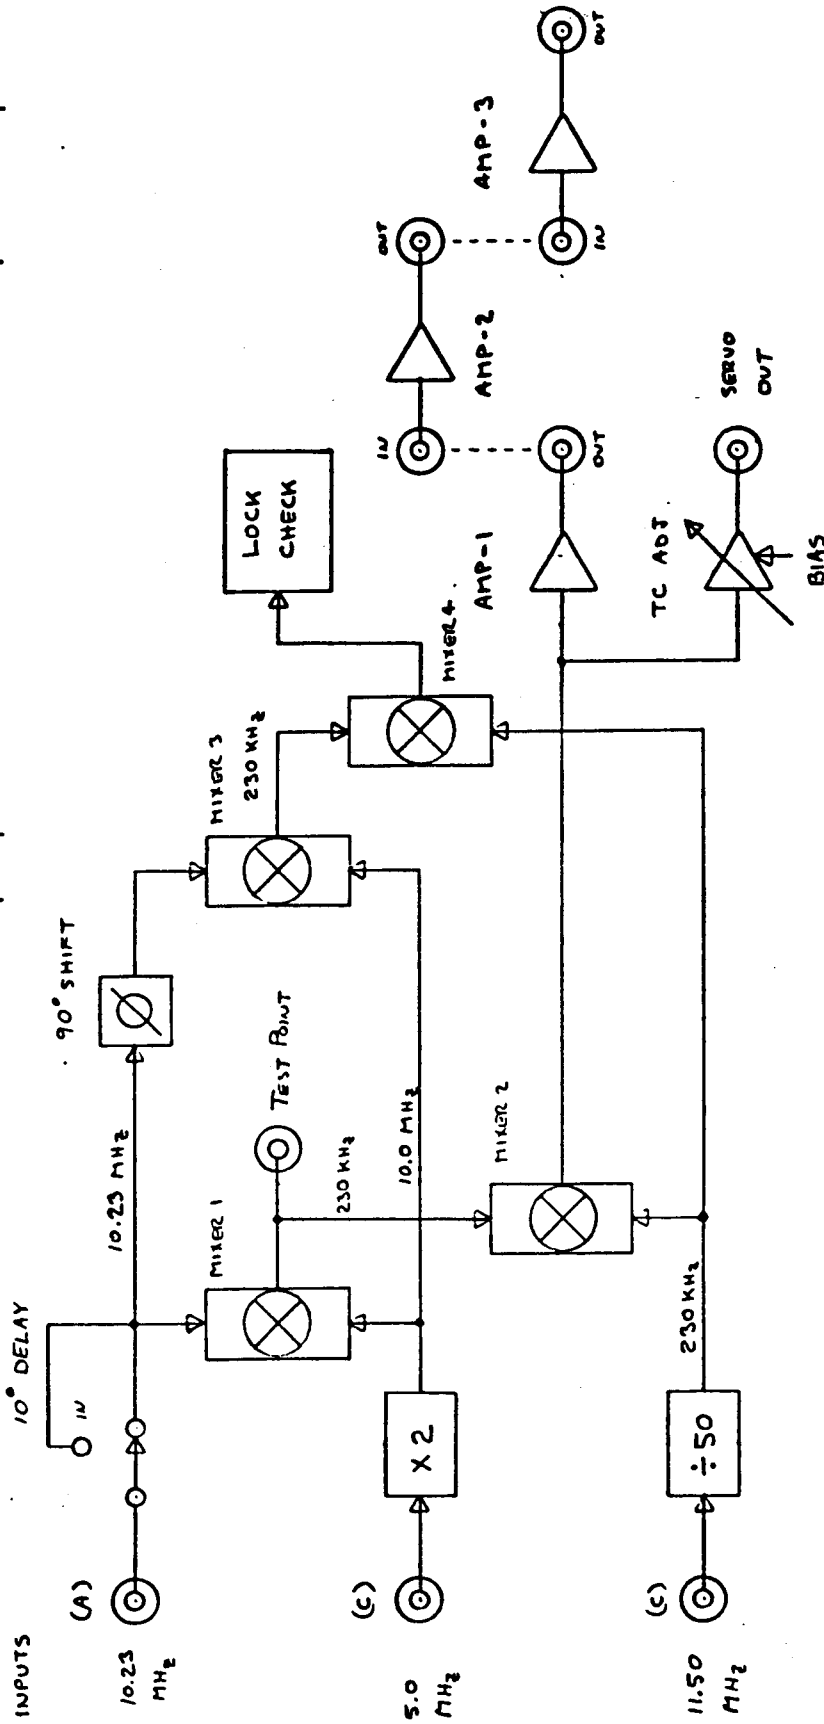 INPUTS
(A)
10.23
MHz
10° DELAY
IN
10.23 MHz
90° SHIFT
MIXER 1
TEST POINT
230 KHz
MIXER 3
230 KHz
LOCK
CHECK
MIXER 4
(C)
5.0
MHz
X 2
10.0 MHz
MIXER 2
IN
AMP-2
OUT
AMP-1
OUT
IN
AMP-3
OUT
(C)
11.50
MHz
÷50
230 KHz
TC ADJ
BIAS
SERVO
OUT